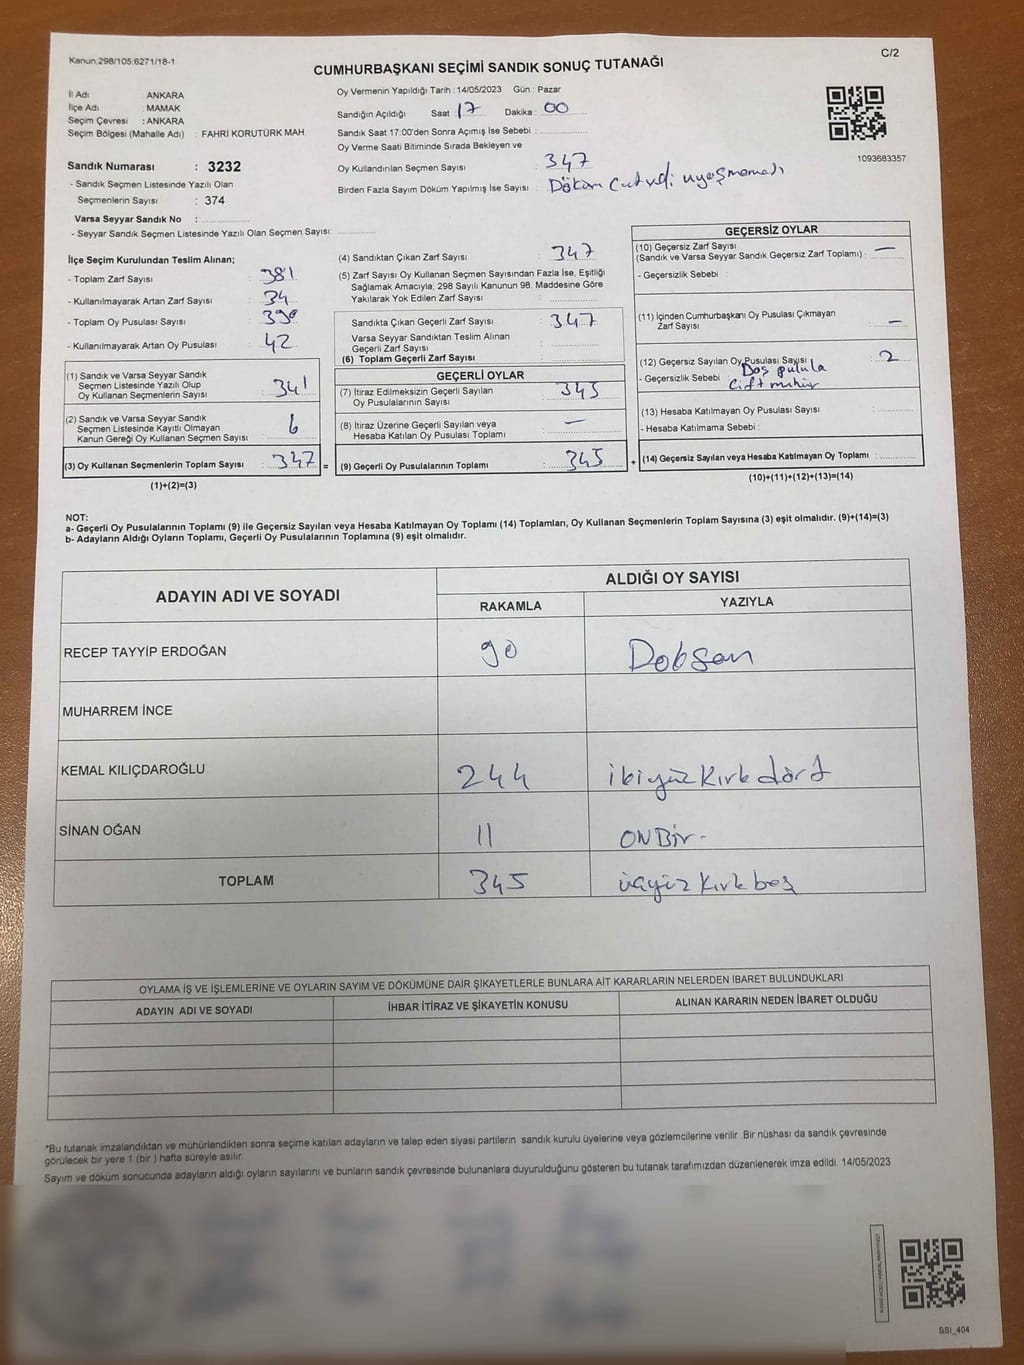 Kanun.298/105,6271/18-1
C/2
CUMHURBAŞKANI SEÇİMİ SANDIK SONUÇ TUTANAĞI
İl Adı ANKARA
İlçe Adı : MAMAK
Seçim Çevresi : ANKARA
Seçim Bölgesi (Mahalle Adı) : FAHRİ KORUTÜRK MAH
Sandık Numarası : 3232
- Sandık Seçmen Listesinde Yazılı Olan
Seçmenlerin Sayısı : 374
Varsa Seyyar Sandık No :
- Seyyar Sandık Seçmen Listesinde Yazılı Olan Seçmen Sayısı:
Oy Vermenin Yapıldığı Tarih : 14/05/2023 Gün : Pazar
Sandığın Açıldığı Saat : 17 Dakika : 00
Sandık Saat 17:00'den Sonra Açımış İse Sebebi :
Oy Verme Saati Bitiminde Sırada Bekleyen ve
Oy Kullandırılan Seçmen Sayısı : 347
Birden Fazla Sayım Döküm Yapılmış İse Sayısı : Döküm uyuşmamadı
1093683357
İlçe Seçim Kurulundan Teslim Alınan;
- Toplam Zarf Sayısı : 381
- Kullanılmayarak Artan Zarf Sayısı : 34
- Toplam Oy Pusulası Sayısı : 390
- Kullanılmayarak Artan Oy Pusulası : 42
(1) Sandık ve Varsa Seyyar Sandık
Seçmen Listesinde Yazılı Olup
Oy Kullanan Seçmenlerin Sayısı : 341
(2) Sandık ve Varsa Seyyar Sandık
Seçmen Listesinde Kayıtlı Olmayan
Kanun Gereği Oy Kullanan Seçmen Sayısı : 6
(3) Oy Kullanan Seçmenlerin Toplam Sayısı : 347 =
(1)+(2)=(3)
(4) Sandıktan Çıkan Zarf Sayısı : 347
(5) Zarf Sayısı Oy Kullanan Seçmen Sayısından Fazla İse, Eşitliği
Sağlamak Amacıyla; 298 Sayılı Kanunun 98. Maddesine Göre
Yakılarak Yok Edilen Zarf Sayısı :
Sandıkta Çıkan Geçerli Zarf Sayısı : 347
Varsa Seyyar Sandıktan Teslim Alınan
Geçerli Zarf Sayısı :
(6) Toplam Geçerli Zarf Sayısı :
GEÇERLİ OYLAR
(7) İtiraz Edilmeksizin Geçerli Sayılan
Oy Pusulalarının Sayısı : 345
(8) İtiraz Üzerine Geçerli Sayılan veya
Hesaba Katılan Oy Pusulası Toplamı : —
(9) Geçerli Oy Pusulalarının Toplamı : 345 +
GEÇERSİZ OYLAR
(10) Geçersiz Zarf Sayısı
(Sandık ve Varsa Seyyar Sandık Geçersiz Zarf Toplamı) : —
- Geçersizlik Sebebi :
(11) İçinden Cumhurbaşkanı Oy Pusulası Çıkmayan
Zarf Sayısı : —
(12) Geçersiz Sayılan Oy Pusulası Sayısı : 2
- Geçersizlik Sebebi Boş pulula
Çift mühür
(13) Hesaba Katılmayan Oy Pusulası Sayısı :
- Hesaba Katılmama Sebebi :
(14) Geçersiz Sayılan veya Hesaba Katılmayan Oy Toplamı :
(10)+(11)+(12)+(13)=(14)
NOT:
a- Geçerli Oy Pusulalarının Toplamı (9) ile Geçersiz Sayılan veya Hesaba Katılmayan Oy Toplamı (14) Toplamları, Oy Kullanan Seçmenlerin Toplam Sayısına (3) eşit olmalıdır. (9)+(14)=(3)
b- Adayların Aldığı Oyların Toplamı, Geçerli Oy Pusulalarının Toplamına (9) eşit olmalıdır.
ADAYIN ADI VE SOYADI
ALDIĞI OY SAYISI
RAKAMLA YAZIYLA
RECEP TAYYİP ERDOĞAN 90 Doksan
MUHARREM İNCE
KEMAL KILIÇDAROĞLU 244 ikiyüz Kırk dört
SİNAN OĞAN 11 ONBir-
TOPLAM 345 üçyüz Kırk beş
OYLAMA İŞ VE İŞLEMLERİNE VE OYLARIN SAYIM VE DÖKÜMÜNE DAİR ŞİKAYETLERLE BUNLARA AİT KARARLARIN NELERDEN İBARET BULUNDUKLARI
ADAYIN ADI VE SOYADI İHBAR İTİRAZ VE ŞİKAYETİN KONUSU ALINAN KARARIN NEDEN İBARET OLDUĞU
*Bu tutanak imzalandıktan ve mühürlendikten sonra seçime katılan adayların ve talep eden siyasi partilerin sandık kurulu üyelerine veya gözlemcilerine verilir. Bir nüshası da sandık çevresinde
görülecek bir yere 1 (bir ) hafta süreyle asılır.
Sayım ve döküm sonucunda adayların aldığı oyların sayılarını ve bunların sandık çevresinde bulunanlara duyurulduğunu gösteren bu tutanak tarafımızdan düzenlenerek imza edildi. 14/05/2023
SSI_404